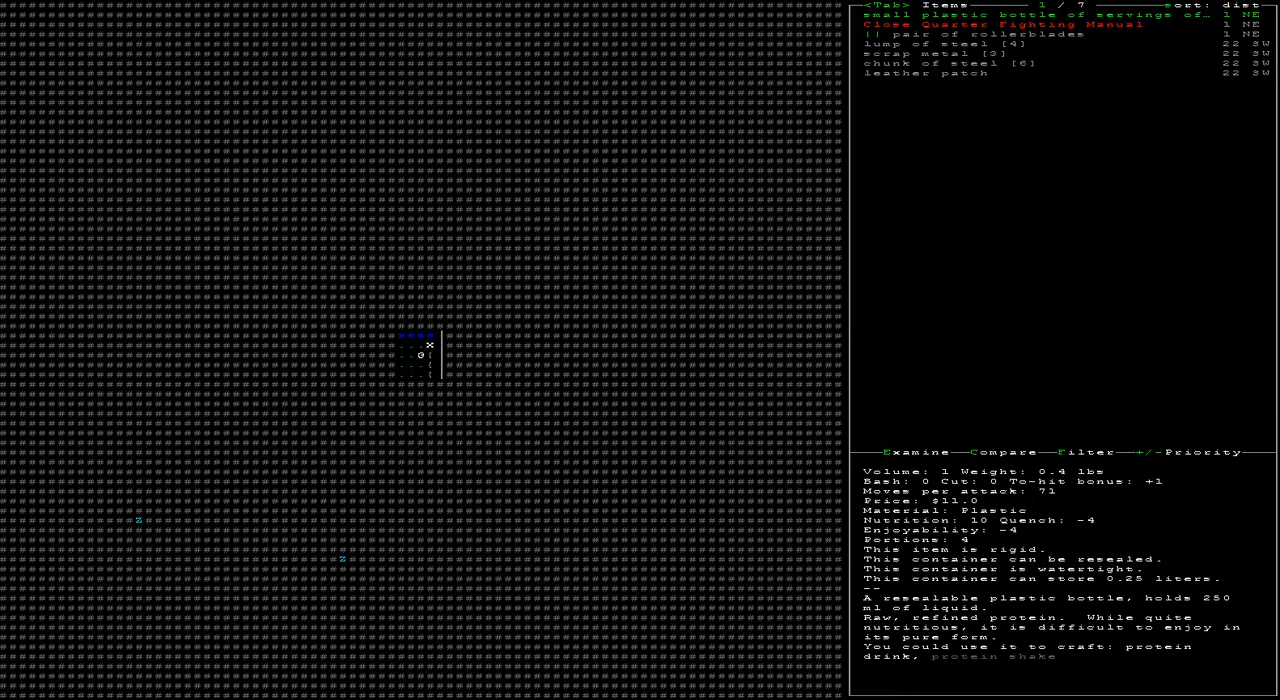 <Tab> Items 1 / 7 sort: dist
small plastic bottle of servings of… 1 NE
Close Quarter Fighting Manual 1 NE
|| pair of rollerblades 1 NE
lump of steel [4] 22 SW
scrap metal [3] 22 SW
chunk of steel [6] 22 SW
leather patch 22 SW
Examine Compare Filter +/-Priority
Volume: 1 Weight: 0.4 lbs
Bash: 0 Cut: 0 To-hit bonus: +1
Moves per attack: 71
Price: $11.0
Material: Plastic
Nutrition: 10 Quench: -4
Enjoyability: -4
Portions: 4
This item is rigid.
This container can be resealed.
This container is watertight.
This container can store 0.25 liters.
--
A resealable plastic bottle, holds 250
ml of liquid.
Raw, refined protein. While quite
nutritious, it is difficult to enjoy in
its pure form.
You could use it to craft: protein
drink, protein shake